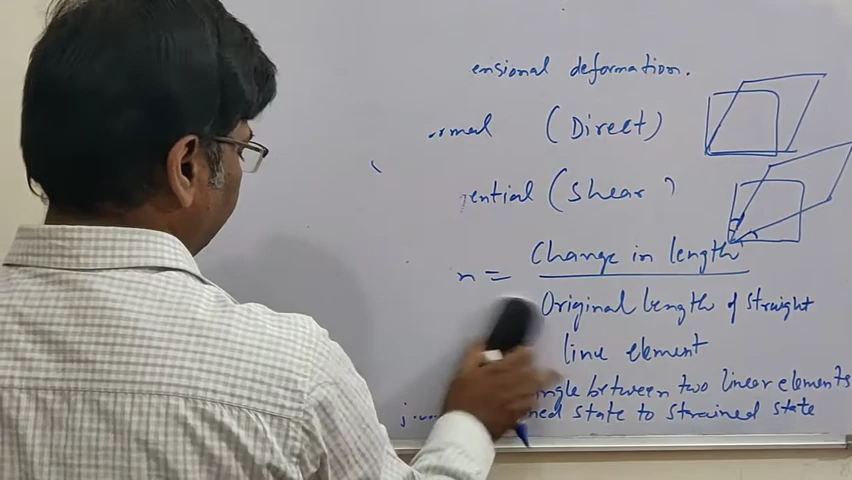 ensional deformation.
rmal (Direct)
gential (Shear)
n = Change in length
Original length of straight
line element
ngle between two linear elements
ned state to strained state